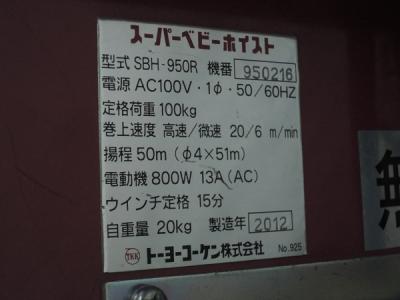 スーパーベビーホイスト
型式 SBH-950R 機番 950216
電源 AC100V・1φ・50/60HZ
定格荷重 100kg
巻上速度 高速/微速 20/6 m/min
揚程 50m (φ4×51m)
電動機 800W 13A (AC)
ウインチ定格 15分
自重量 20kg 製造年 2012
TKK トーヨーコーケン株式会社 No.925
無